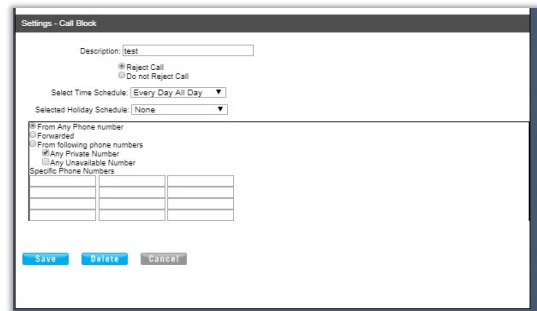 Settings - Call Block
Description: test
Reject Call
Do not Reject Call
Select Time Schedule: Every Day All Day
Selected Holiday Schedule: None
From Any Phone number
Forwarded
From following phone numbers
Any Private Number
Any Unavailable Number
Specific Phone Numbers
Save Delete Cancel